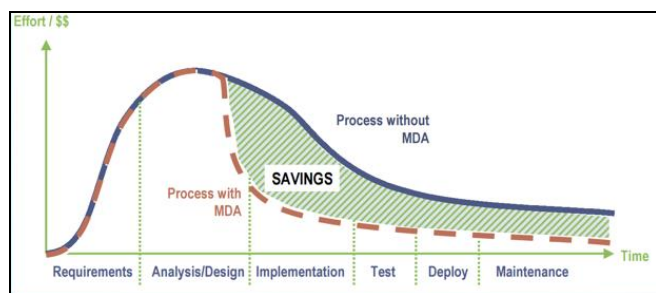 Effort / $$
Process without
MDA
SAVINGS
Process with
MDA
Time
Requirements
Analysis/Design
Implementation
Test
Deploy
Maintenance